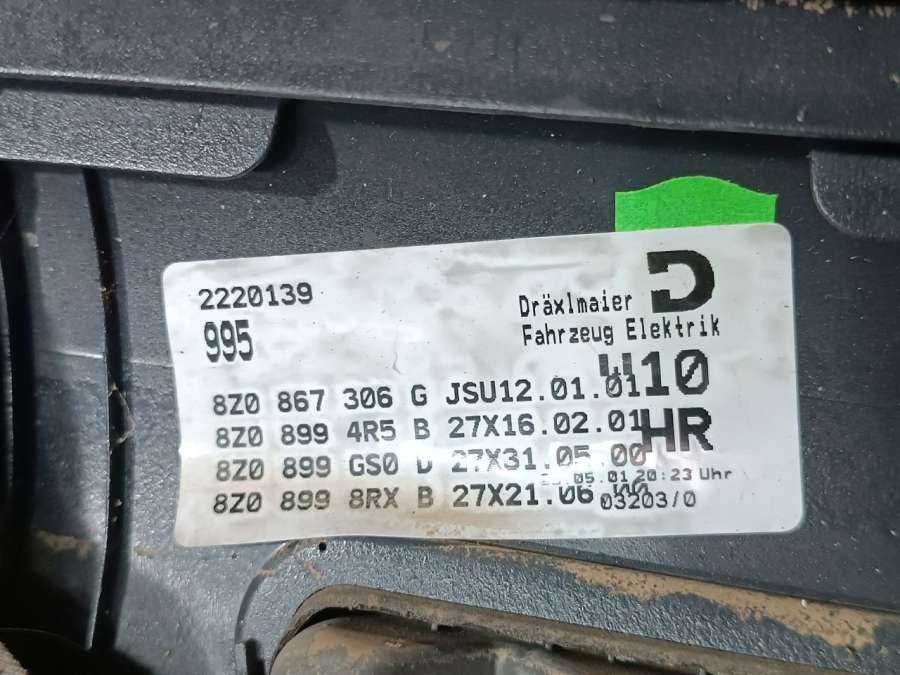 2220139
995
D
Dräxlmaier
Fahrzeug Elektrik
W10
HR
8Z0 867 306 G JSU12.01.01
8Z0 899 4R5 B 27X16.02.01
8Z0 899 GS0 D 27X31.05.00
8Z0 899 8RX B 27X21.06
.05.01 20:23 Uhr
03203/0